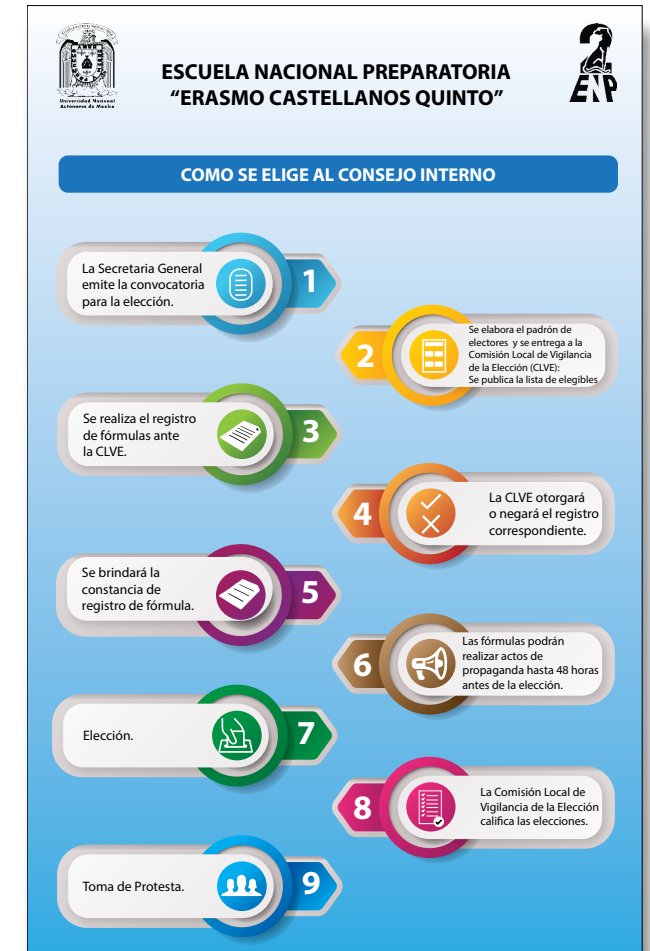 Universidad Nacional
Autónoma de Mexico
2
ENP
ESCUELA NACIONAL PREPARATORIA
“ERASMO CASTELLANOS QUINTO”
COMO SE ELIGE AL CONSEJO INTERNO
La Secretaria General
emite la convocatoria
para la elección.
1
2
Se elabora el padrón de
electores y se entrega a la
Comisión Local de Vigilancia
de la Elección (CLVE):
Se publica la lista de elegibles
Se realiza el registro
de fórmulas ante
la CLVE.
3
4
La CLVE otorgará
o negará el registro
correspondiente.
Se brindará la
constancia de
registro de fórmula.
5
6
Las fórmulas podrán
realizar actos de
propaganda hasta 48 horas
antes de la elección.
Elección.
7
8
La Comisión Local de
Vigilancia de la Elección
califica las elecciones.
Toma de Protesta.
9